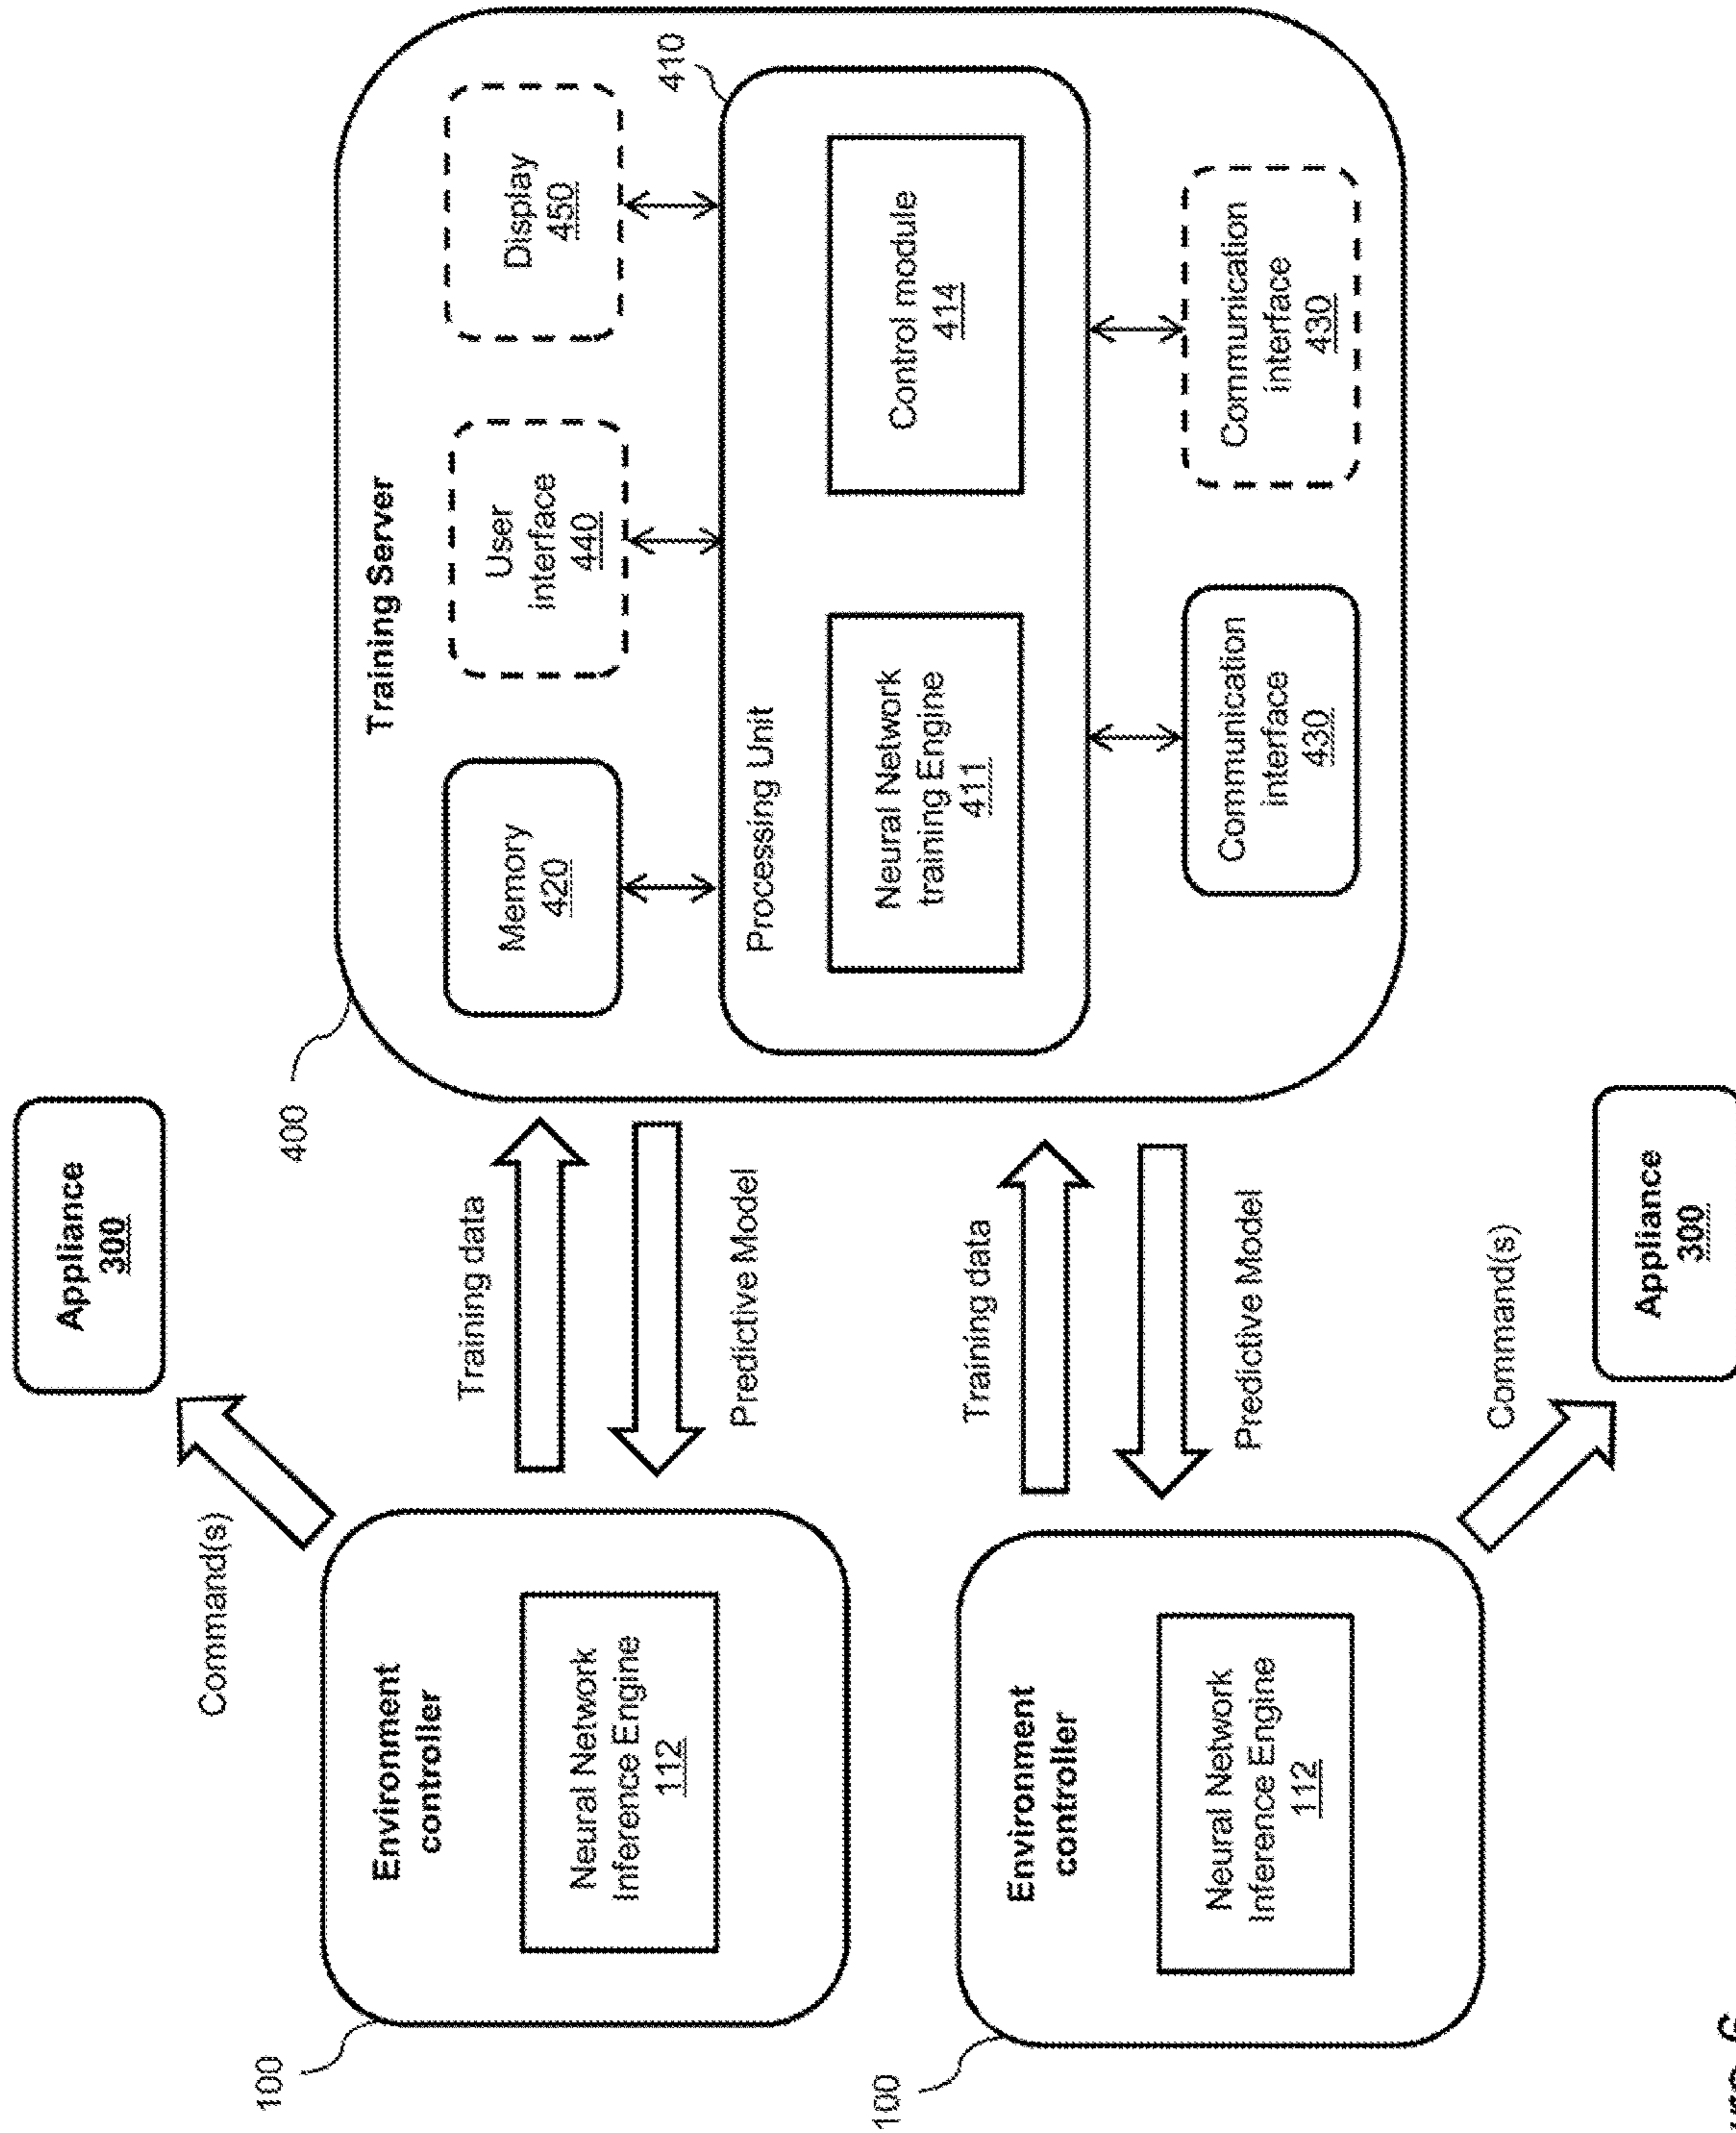 Appliance
300
Command(s)
100
Environment
controller
Neural Network
Inference Engine
112
Training data
Predictive Model
400
Training Server
Memory
420
User
interface
440
Display
450
410
Processing Unit
Neural Network
training Engine
411
Control module
414
Communication
interface
430
Communication
interface
430
100
Environment
controller
Neural Network
Inference Engine
112
Training data
Predictive Model
Command(s)
Appliance
300